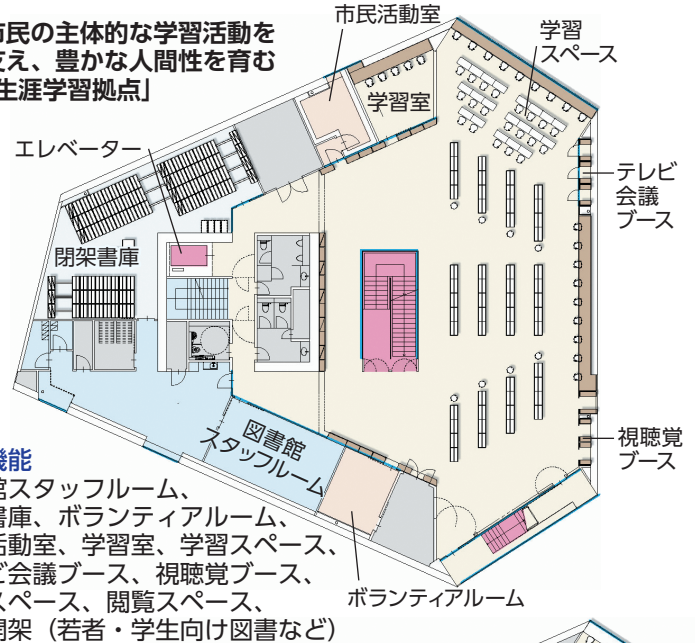 市民の主体的な学習活動を
支え、豊かな人間性を育む
生涯学習拠点」
市民活動室
学習
スペース
学習室
エレベーター
テレビ
会議
ブース
閉架書庫
図書館
スタッフルーム
視聴覚
ブース
ボランティアルーム
機能
館スタッフルーム、
書庫、ボランティアルーム、
活動室、学習室、学習スペース、
ビ会議ブース、視聴覚ブース、
スペース、閲覧スペース、
開架（若者・学生向け図書など）